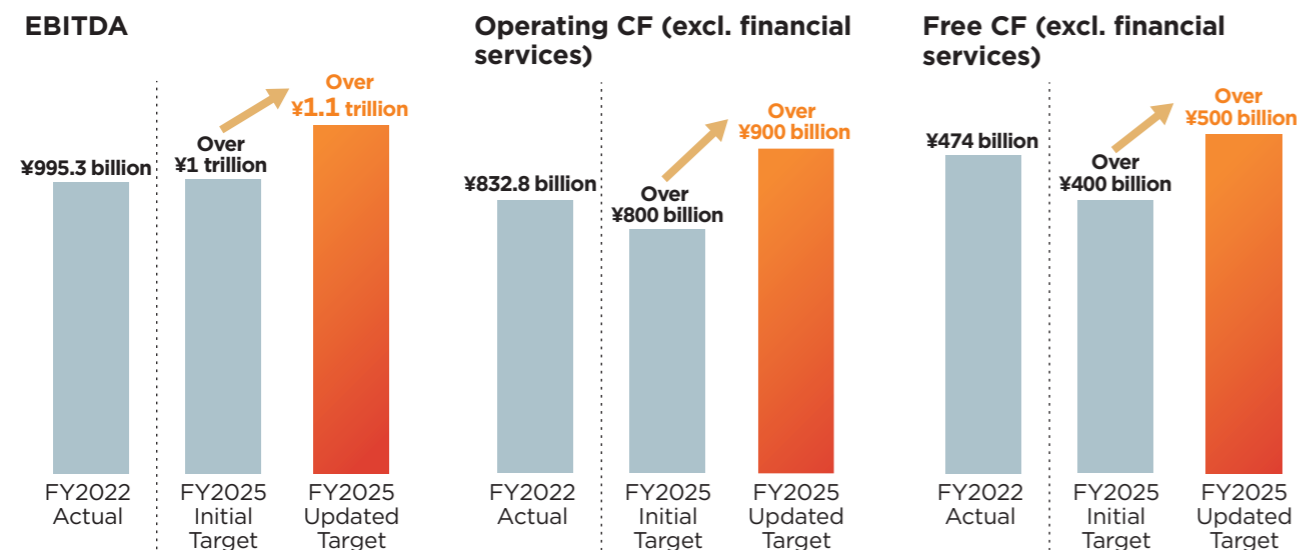 EBITDA
Over
¥1.1 trillion
Over
¥1 trillion
¥995.3 billion
FY2022
Actual
FY2025
Initial
Target
FY2025
Updated
Target
Operating CF (excl. financial
services)
Over
¥900 billion
¥832.8 billion
Over
¥800 billion
FY2022
Actual
FY2025
Initial
Target
FY2025
Updated
Target
Free CF (excl. financial
services)
Over
¥500 billion
¥474 billion
Over
¥400 billion
FY2022
Actual
FY2025
Initial
Target
FY2025
Updated
Target